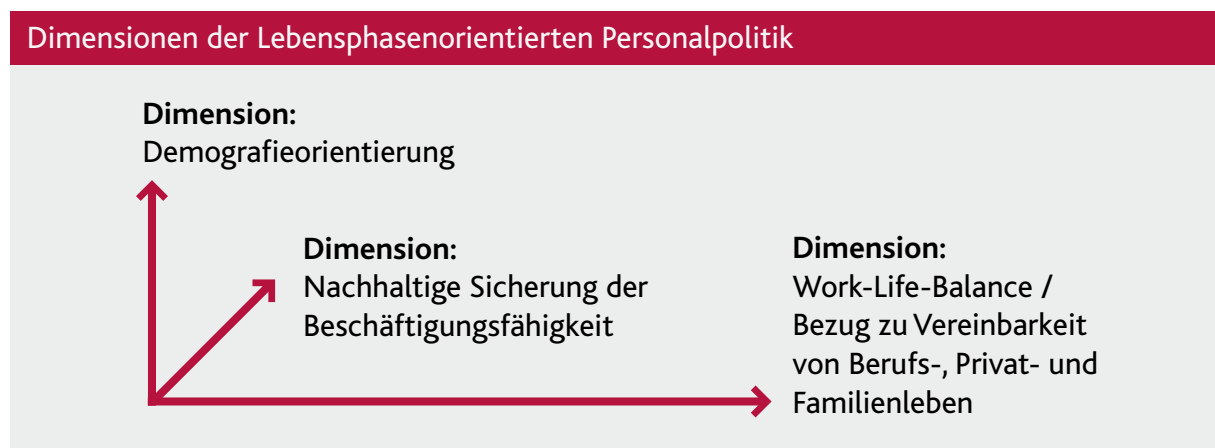 Dimensionen der Lebensphasenorientierten Personalpolitik
Dimension:
Demografieorientierung
Dimension:
Nachhaltige Sicherung der
Beschäftigungsfähigkeit
Dimension:
Work-Life-Balance /
Bezug zu Vereinbarkeit
von Berufs-, Privat- und
Familienleben